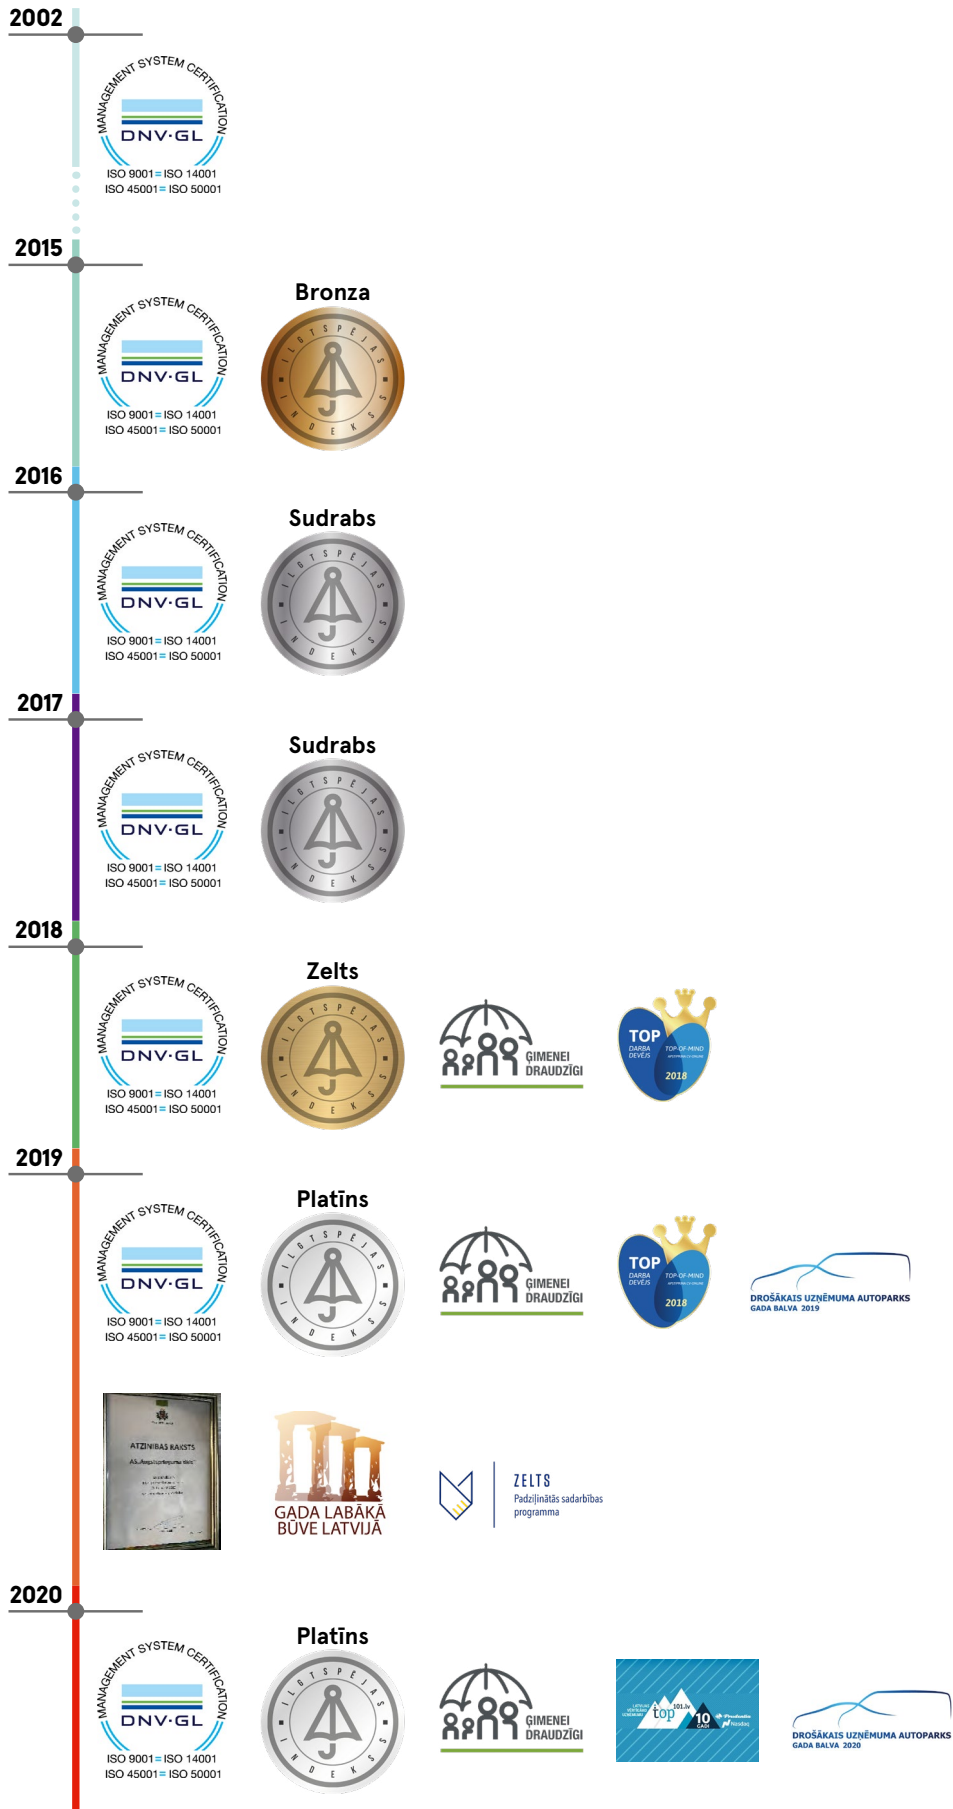 2002
MANAGEMENT SYSTEM CERTIFICATION
DNV·GL
ISO 9001 = ISO 14001
ISO 45001 = ISO 50001
2015
MANAGEMENT SYSTEM CERTIFICATION
DNV·GL
ISO 9001 = ISO 14001
ISO 45001 = ISO 50001
Bronza
ILGTSPĒJAS
INDEKSS
2016
MANAGEMENT SYSTEM CERTIFICATION
DNV·GL
ISO 9001 = ISO 14001
ISO 45001 = ISO 50001
Sudrabs
ILGTSPĒJAS
INDEKSS
2017
MANAGEMENT SYSTEM CERTIFICATION
DNV·GL
ISO 9001 = ISO 14001
ISO 45001 = ISO 50001
Sudrabs
ILGTSPĒJAS
INDEKSS
2018
MANAGEMENT SYSTEM CERTIFICATION
DNV·GL
ISO 9001 = ISO 14001
ISO 45001 = ISO 50001
Zelts
ILGTSPĒJAS
INDEKSS
ĢIMENEI
DRAUDZĪGI
TOP
DARBA
DEVĒJS
TOP-OF-MIND
2018
2019
MANAGEMENT SYSTEM CERTIFICATION
DNV·GL
ISO 9001 = ISO 14001
ISO 45001 = ISO 50001
Platīns
ILGTSPĒJAS
INDEKSS
ĢIMENEI
DRAUDZĪGI
TOP
DARBA
DEVĒJS
TOP-OF-MIND
2018
DROŠĀKAIS UZŅĒMUMA AUTOPARKS
GADA BALVA 2019
ATZINĪBAS RAKSTS
GADA LABĀKĀ
BŪVE LATVIJĀ
ZELTS
Padziļinātās sadarbības
programma
2020
MANAGEMENT SYSTEM CERTIFICATION
DNV·GL
ISO 9001 = ISO 14001
ISO 45001 = ISO 50001
Platīns
ILGTSPĒJAS
INDEKSS
ĢIMENEI
DRAUDZĪGI
top
101.lv
10
GADI
Prudentia
Nasdaq
DROŠĀKAIS UZŅĒMUMA AUTOPARKS
GADA BALVA 2020